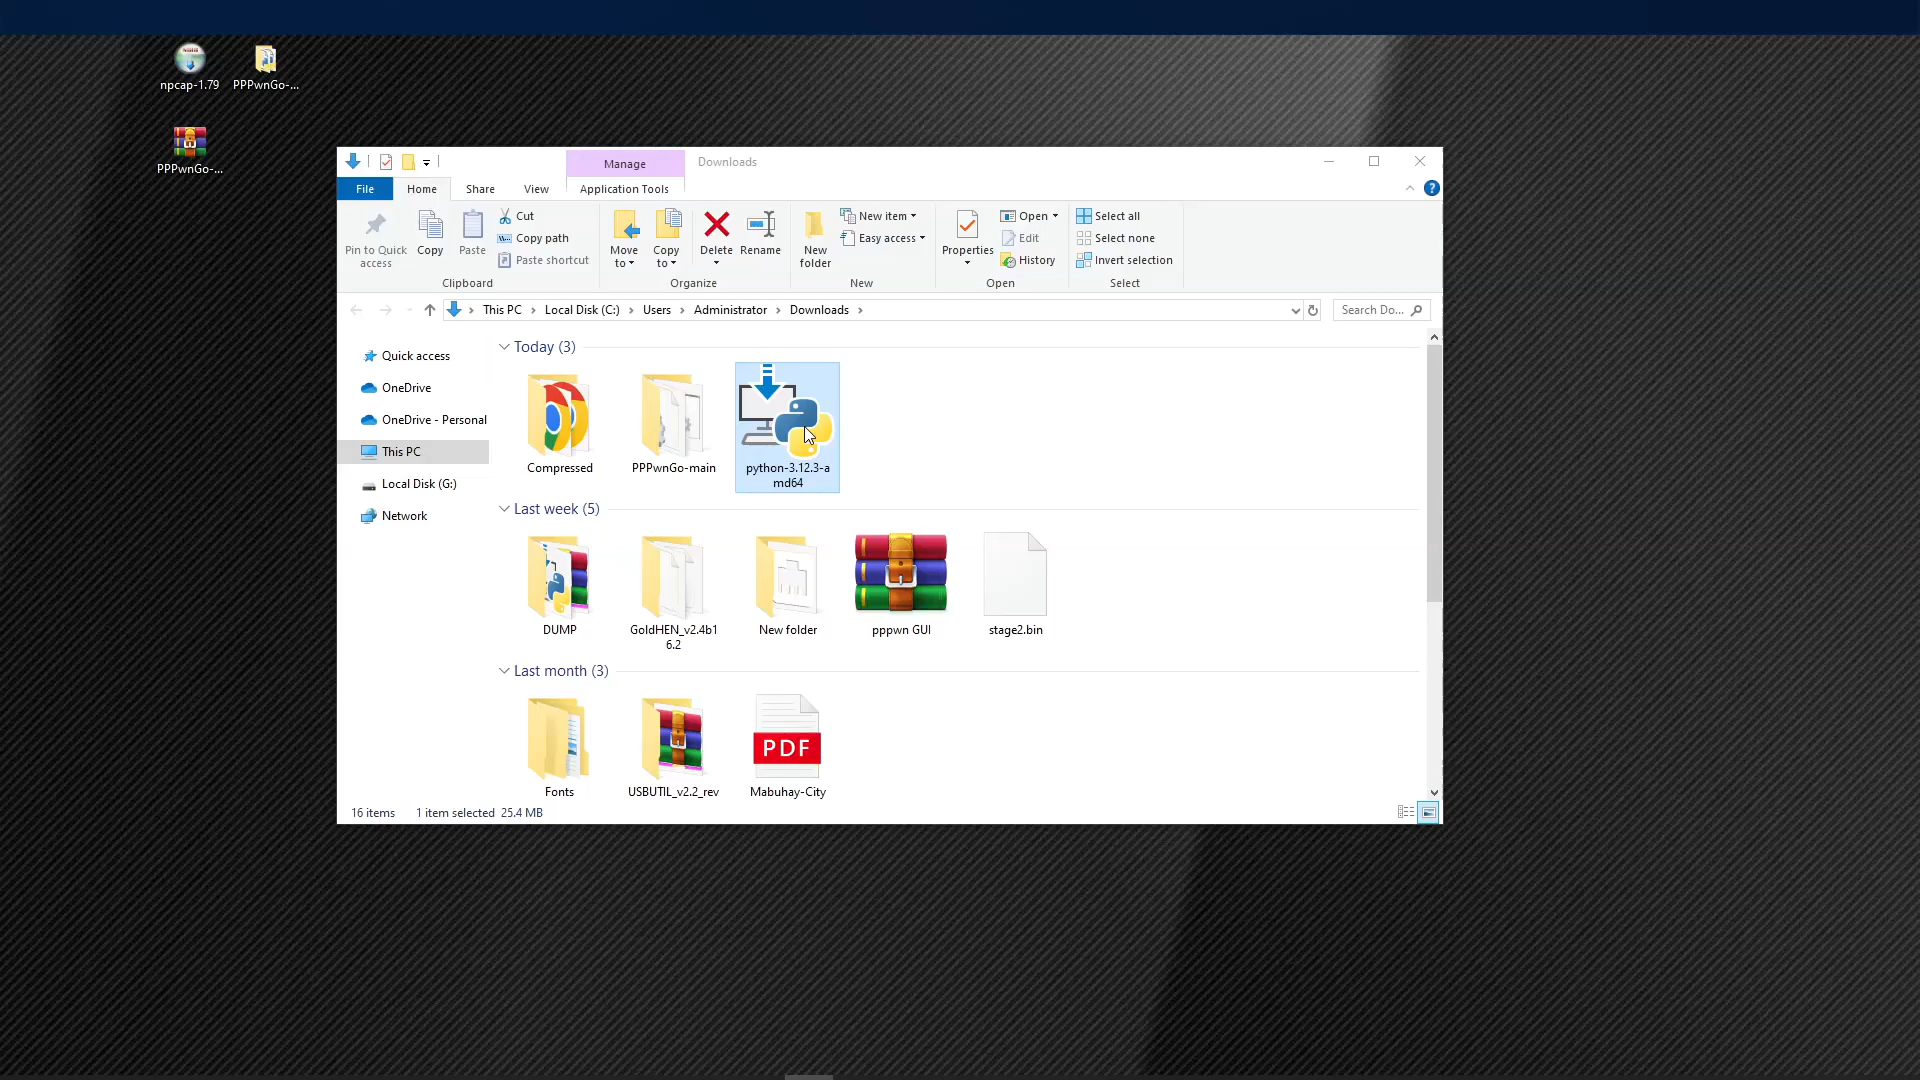 npcap-1.79
PPPwnGo-...
PPPwnGo-...
Manage
Downloads
File
Home
Share
View
Application Tools
Pin to Quick access
Copy
Paste
Cut
Copy path
Paste shortcut
Clipboard
Move to
Copy to
Delete
Rename
Organize
New folder
New item
Easy access
New
Properties
Open
Edit
History
Open
Select all
Select none
Invert selection
Select
This PC > Local Disk (C:) > Users > Administrator > Downloads >
Search Do...
Quick access
OneDrive
OneDrive - Personal
This PC
Local Disk (G:)
Network
Today (3)
Compressed
PPPwnGo-main
python-3.12.3-a
md64
Last week (5)
DUMP
GoldHEN_v2.4b1
6.2
New folder
pppwn GUI
stage2.bin
Last month (3)
Fonts
USBUTIL_v2.2_rev
PDF
Mabuhay-City
16 items
1 item selected 25.4 MB